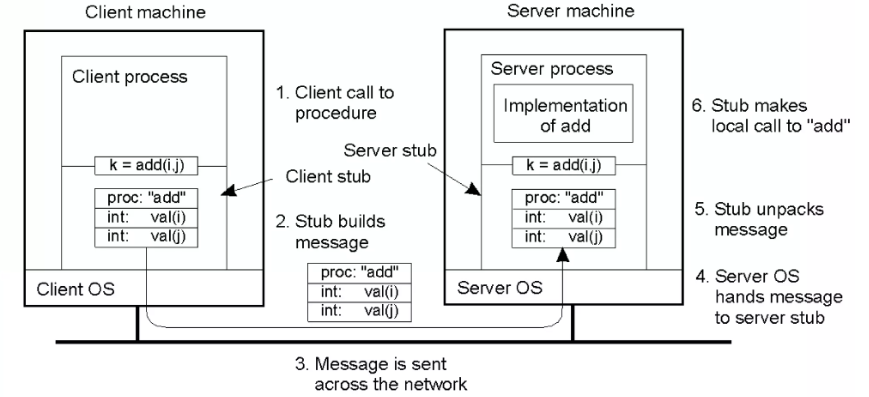 Client machine
Server machine
Client process
1. Client call to
procedure
Server process
Implementation
of add
6. Stub makes
local call to "add"
Server stub
k = add(i,j)
k = add(i,j)
Client stub
proc: "add"
int: val(i)
int: val(j)
proc: "add"
int: val(i)
int: val(j)
2. Stub builds
message
5. Stub unpacks
message
proc: "add"
int: val(i)
int: val(j)
Client OS
Server OS
4. Server OS
hands message
to server stub
3. Message is sent
across the network